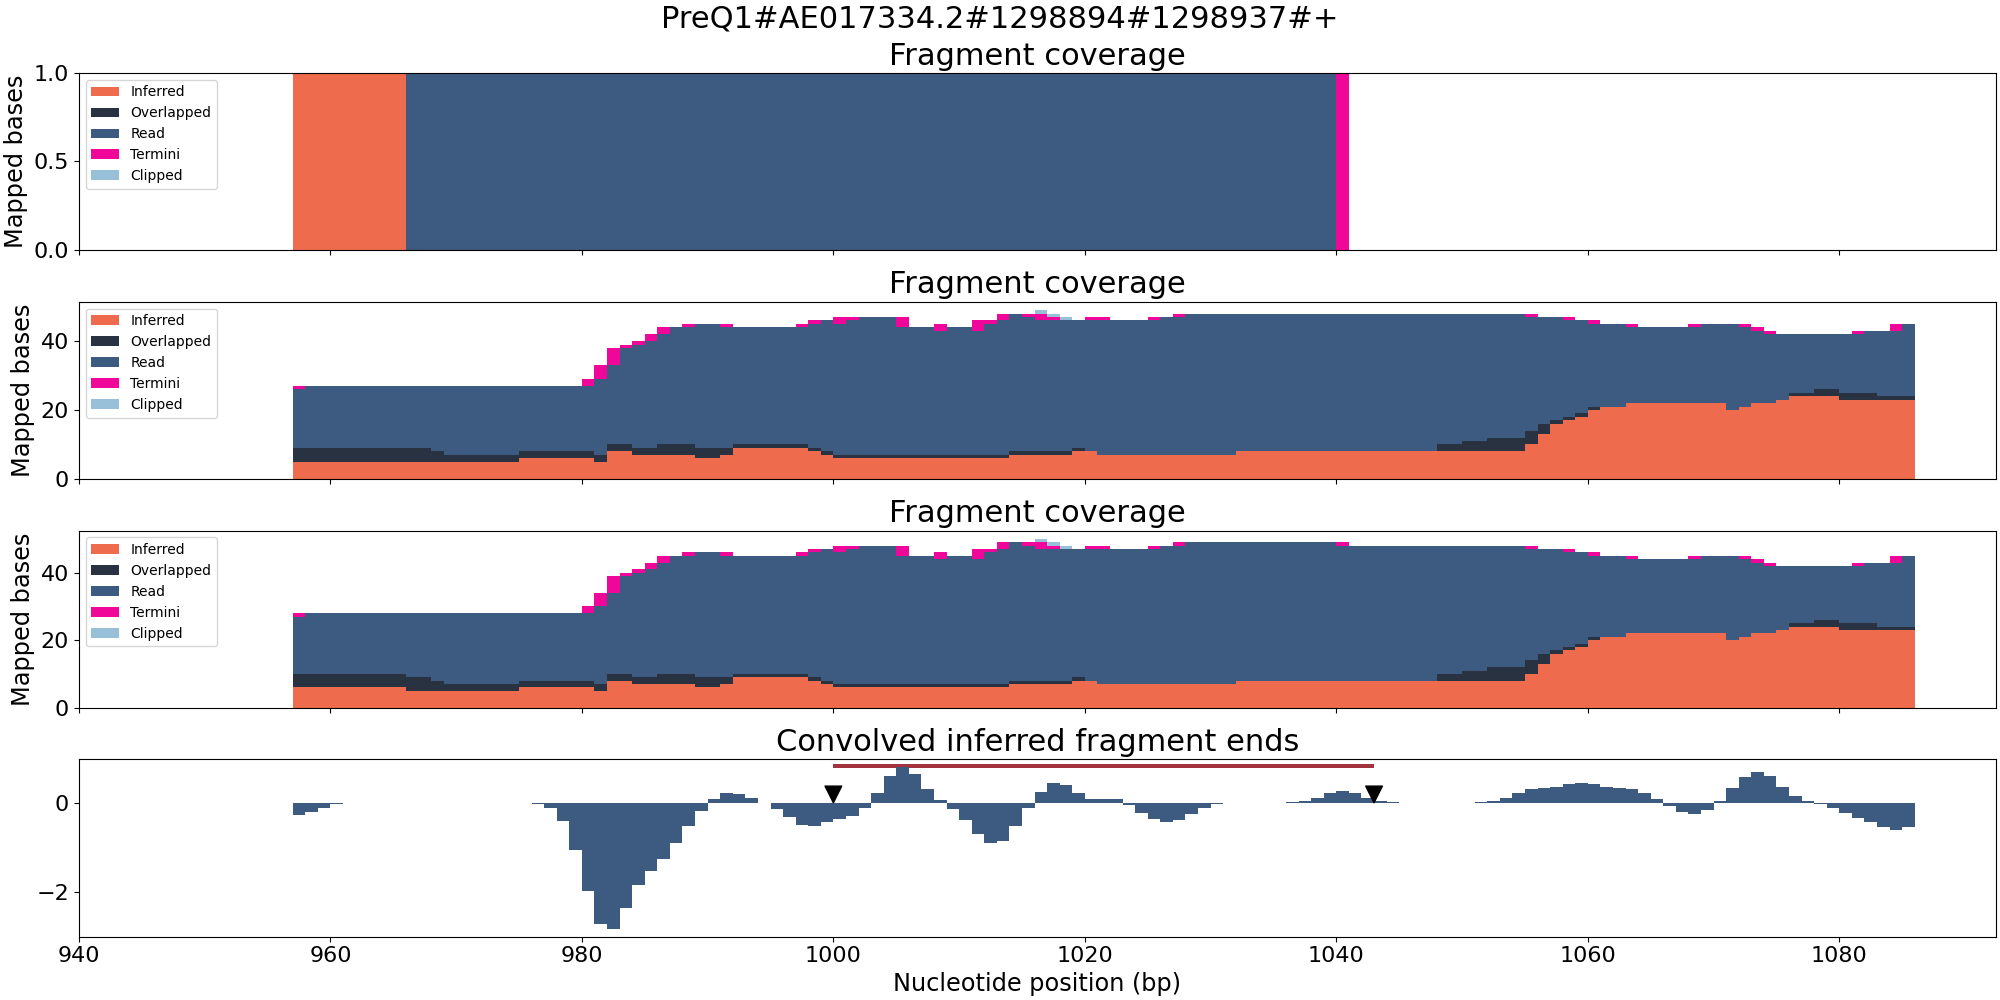 PreQ1#AE017334.2#1298894#1298937#+
Fragment coverage
Mapped bases
1.0
0.5
0.0
Inferred
Overlapped
Read
Termini
Clipped
Fragment coverage
Mapped bases
40
20
0
Inferred
Overlapped
Read
Termini
Clipped
Fragment coverage
Mapped bases
40
20
0
Inferred
Overlapped
Read
Termini
Clipped
Convolved inferred fragment ends
0
−2
940 960 980 1000 1020 1040 1060 1080
Nucleotide position (bp)